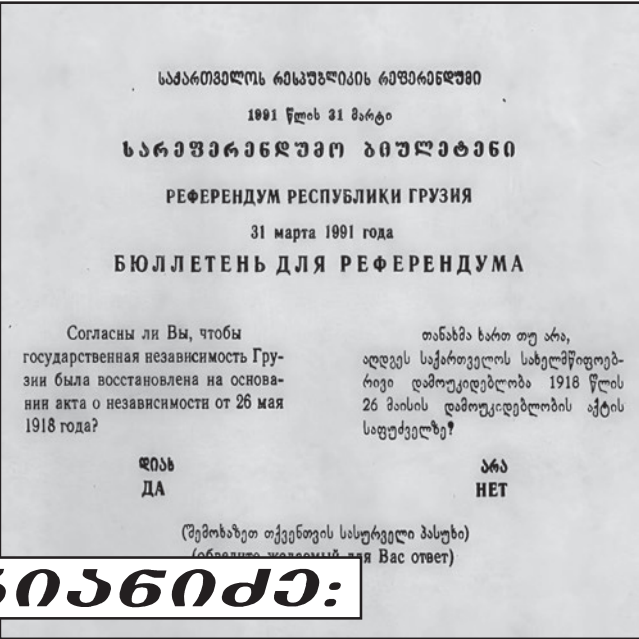 საქართველოს რესპუბლიკის რეფერენდუმი
1991 წლის 31 მარტი
სარეფერენდუმო ბიულეტენი
РЕФЕРЕНДУМ РЕСПУБЛИКИ ГРУЗИЯ
31 марта 1991 года
БЮЛЛЕТЕНЬ ДЛЯ РЕФЕРЕНДУМА
Согласны ли Вы, чтобы
государственная независимость Гру-
зии была восстановлена на основа-
нии акта о независимости от 26 мая
1918 года?
თანახმა ხართ თუ არა,
აღდგეს საქართველოს სახელმწიფოებ-
რივი დამოუკიდებლობა 1918 წლის
26 მაისის დამოუკიდებლობის აქტის
საფუძველზე?
დიახ
ДА
არა
НЕТ
(შემოხაზეთ თქვენთვის სასურველი პასუხი)
(обведите желаемый для Вас ответ)